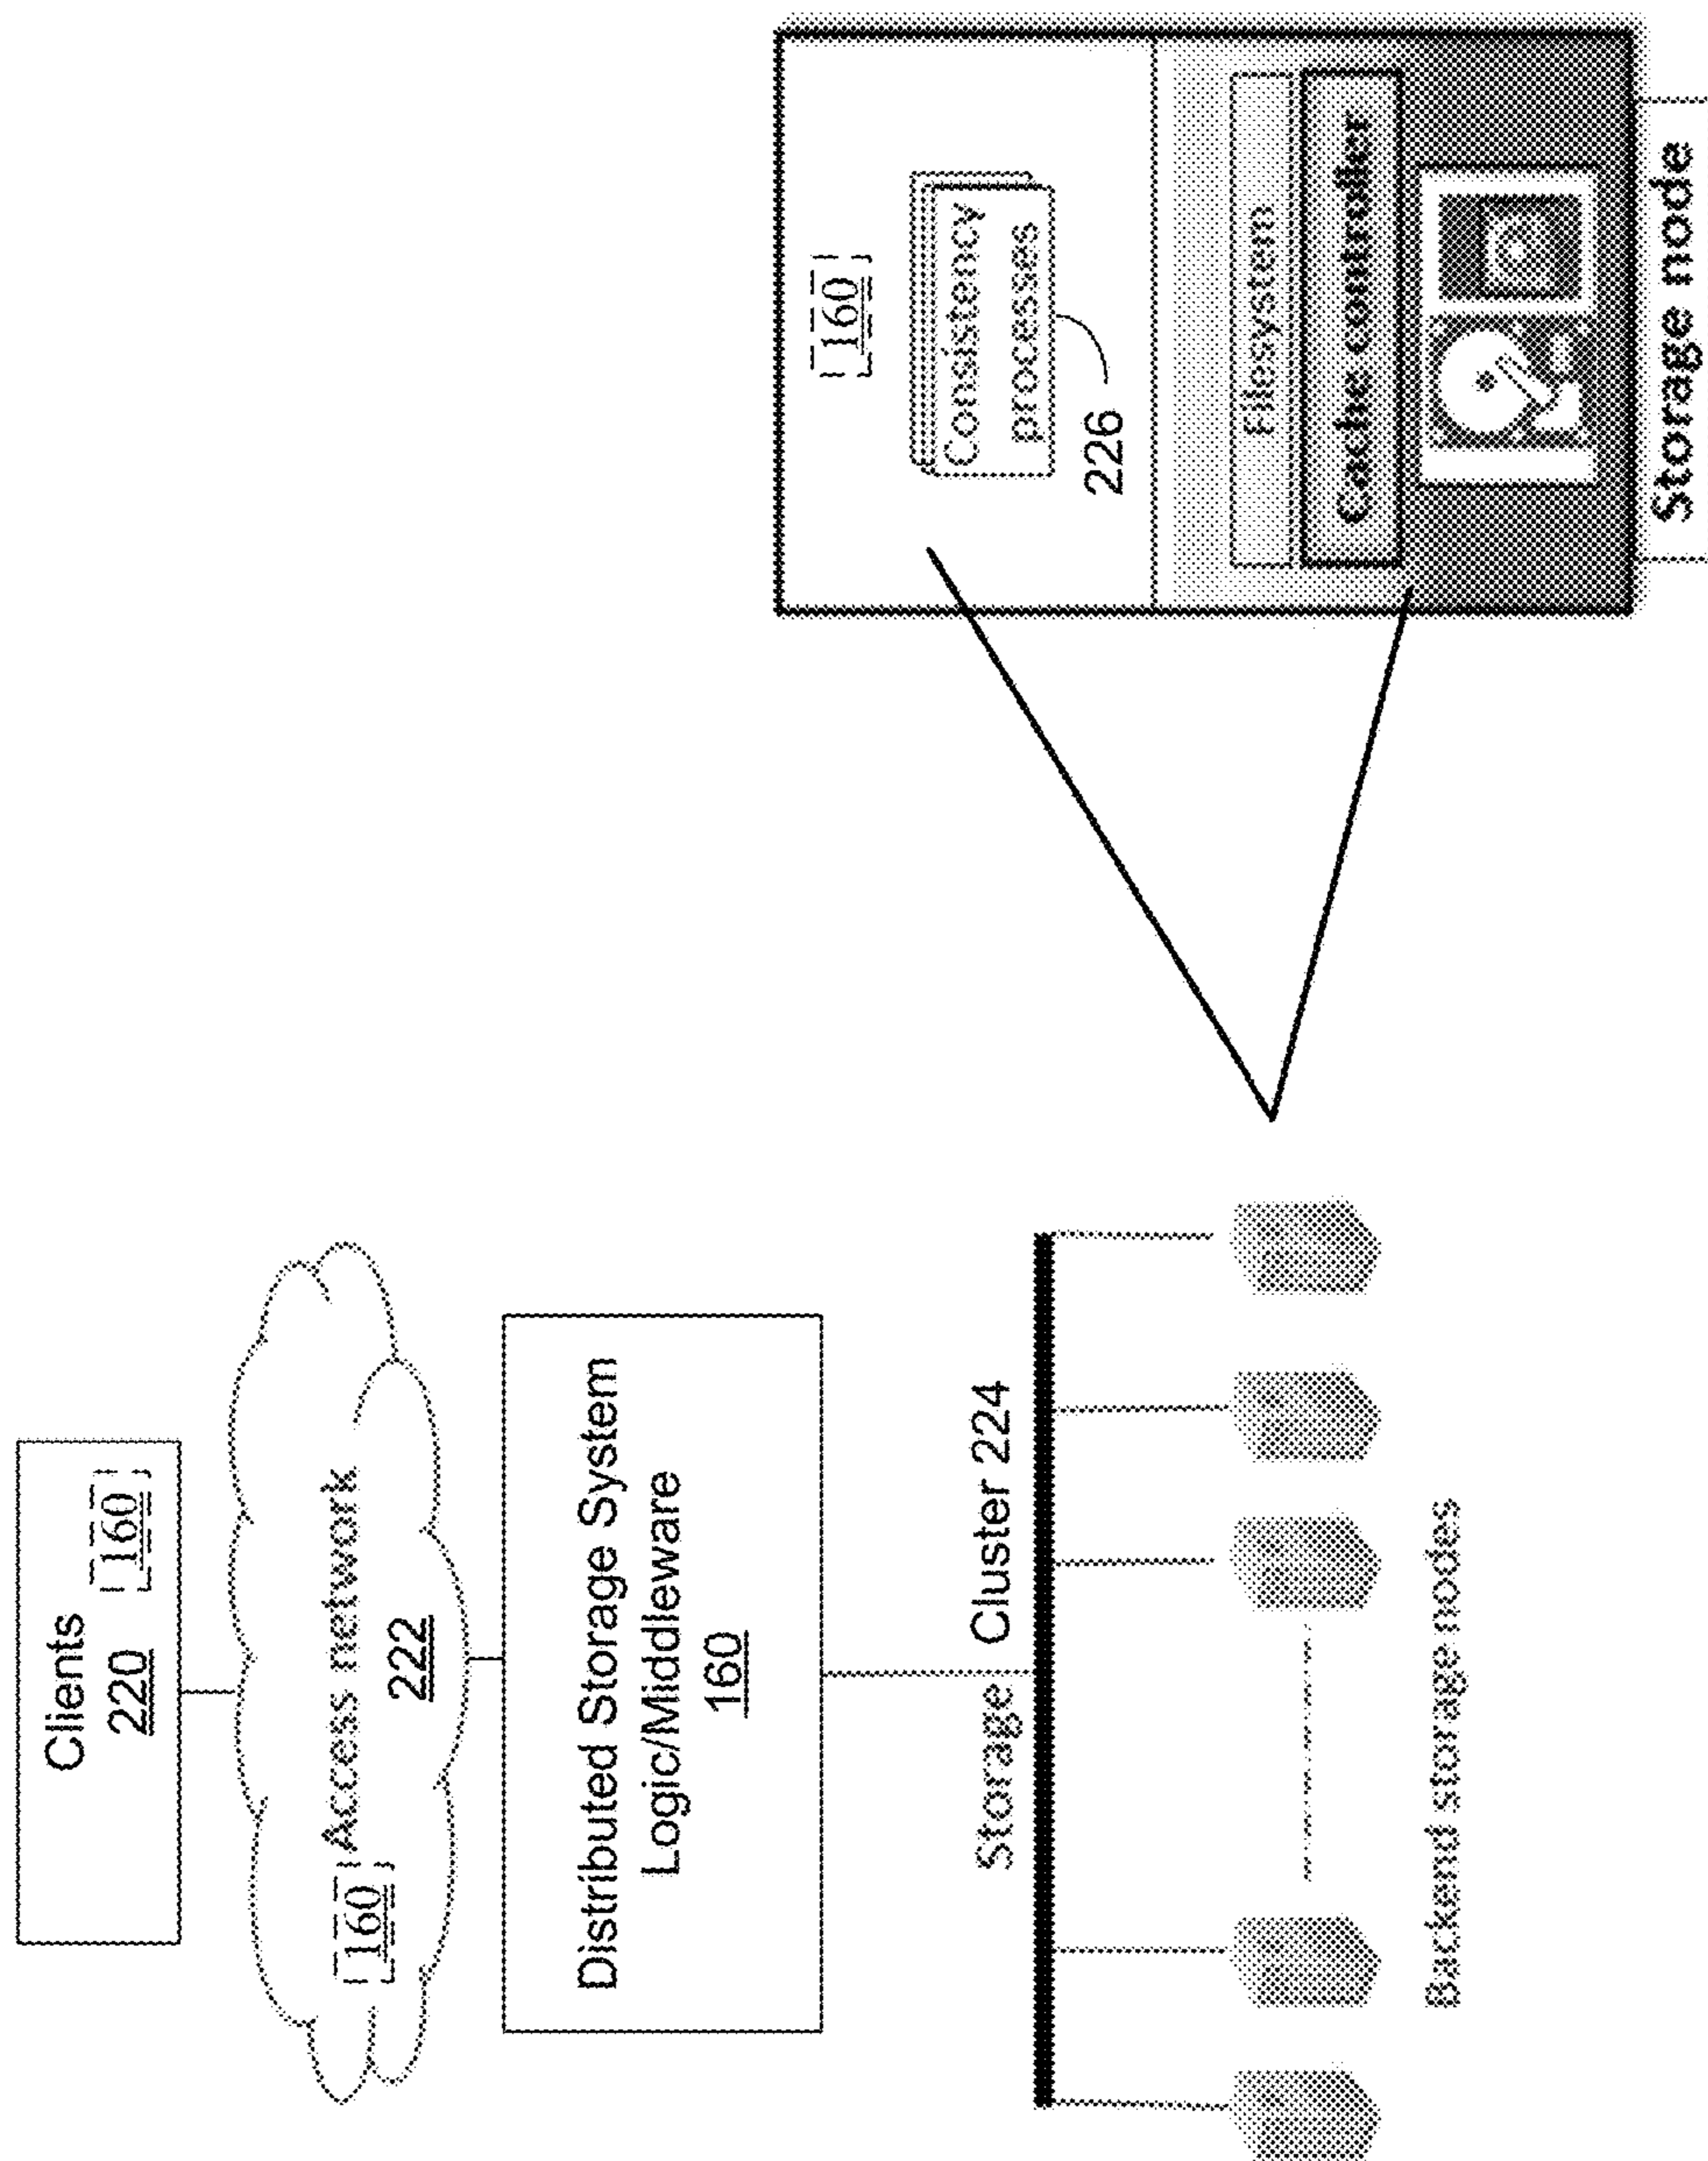 Clients
220
160
Access network
160
222
Distributed Storage System
Logic/Middleware
160
Storage Cluster 224
Backend storage nodes
160
Consistency
processes
226
Filesystem
Cache controller
Storage node